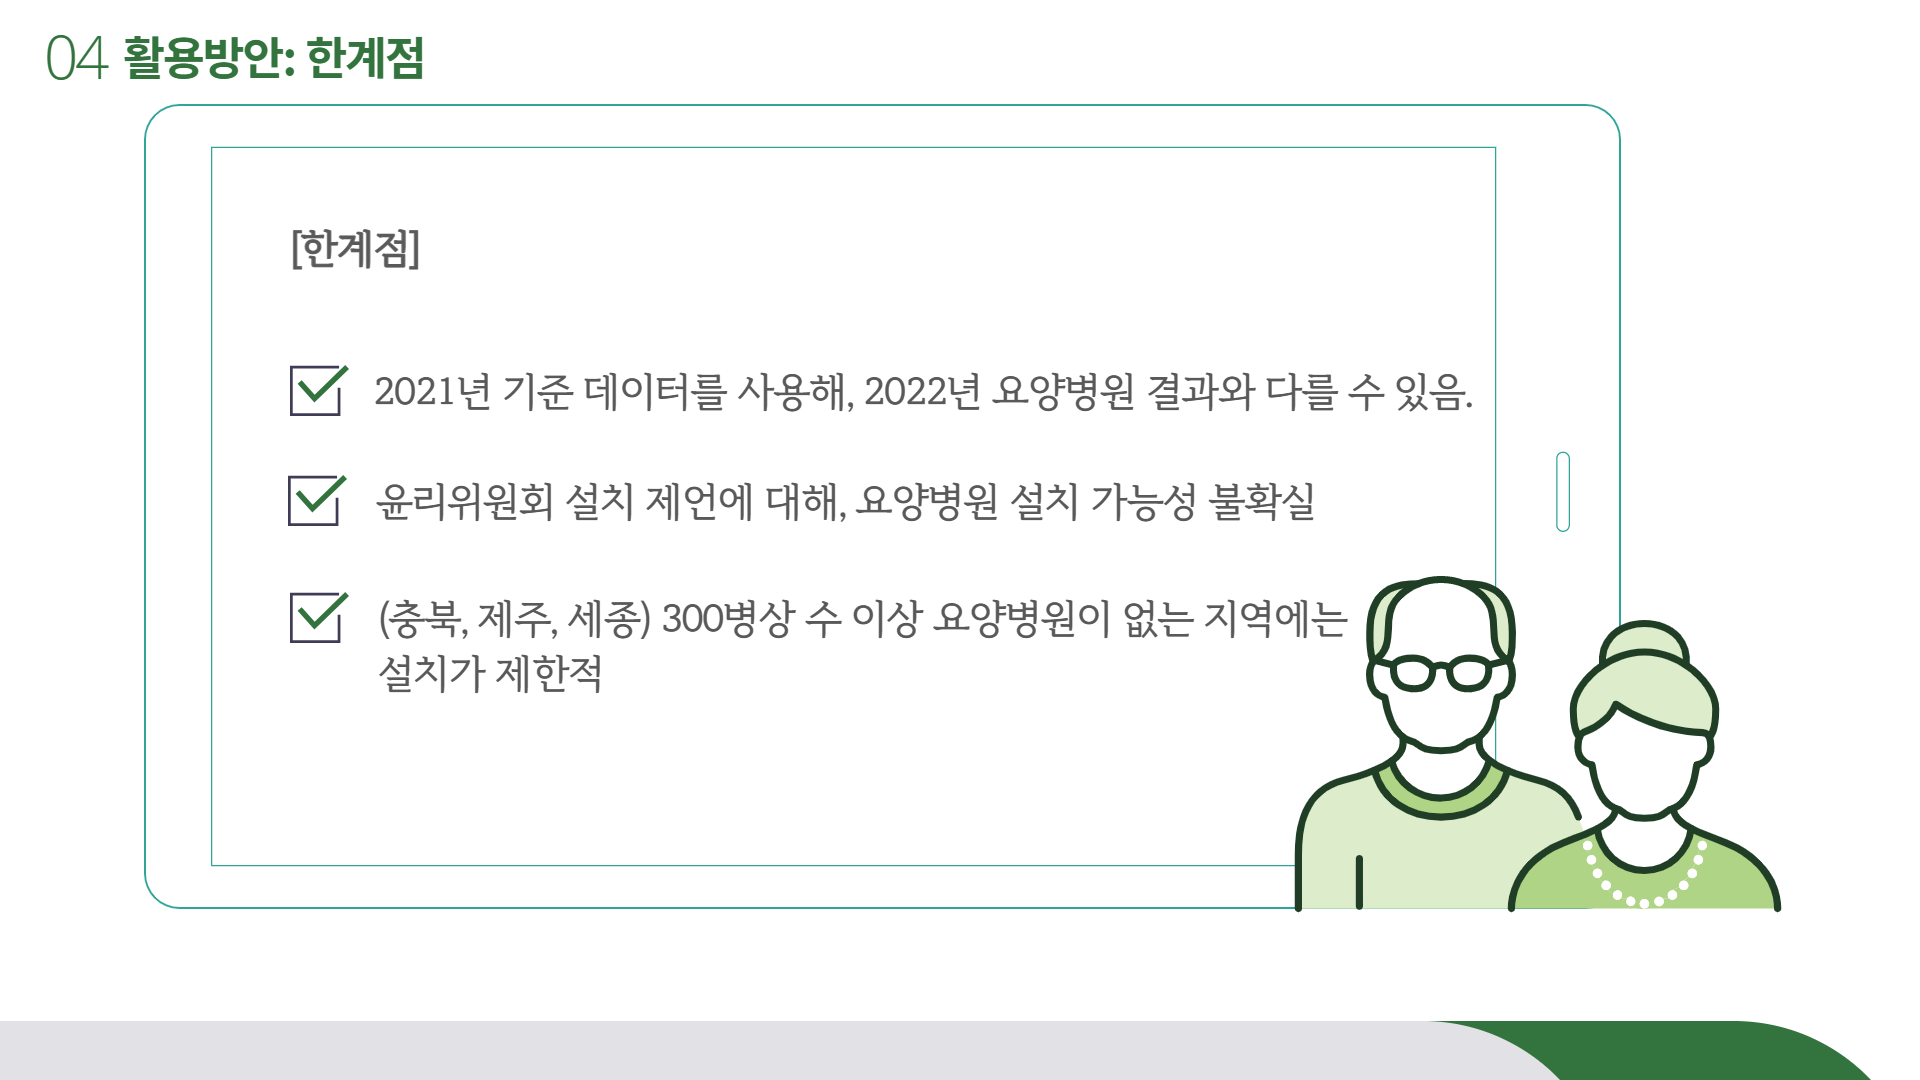 04 활용방안: 한계점
[한계점]
2021년 기준 데이터를 사용해, 2022년 요양병원 결과와 다를 수 있음.
윤리위원회 설치 제언에 대해, 요양병원 설치 가능성 불확실
(충북, 제주, 세종) 300병상 수 이상 요양병원이 없는 지역에는
설치가 제한적